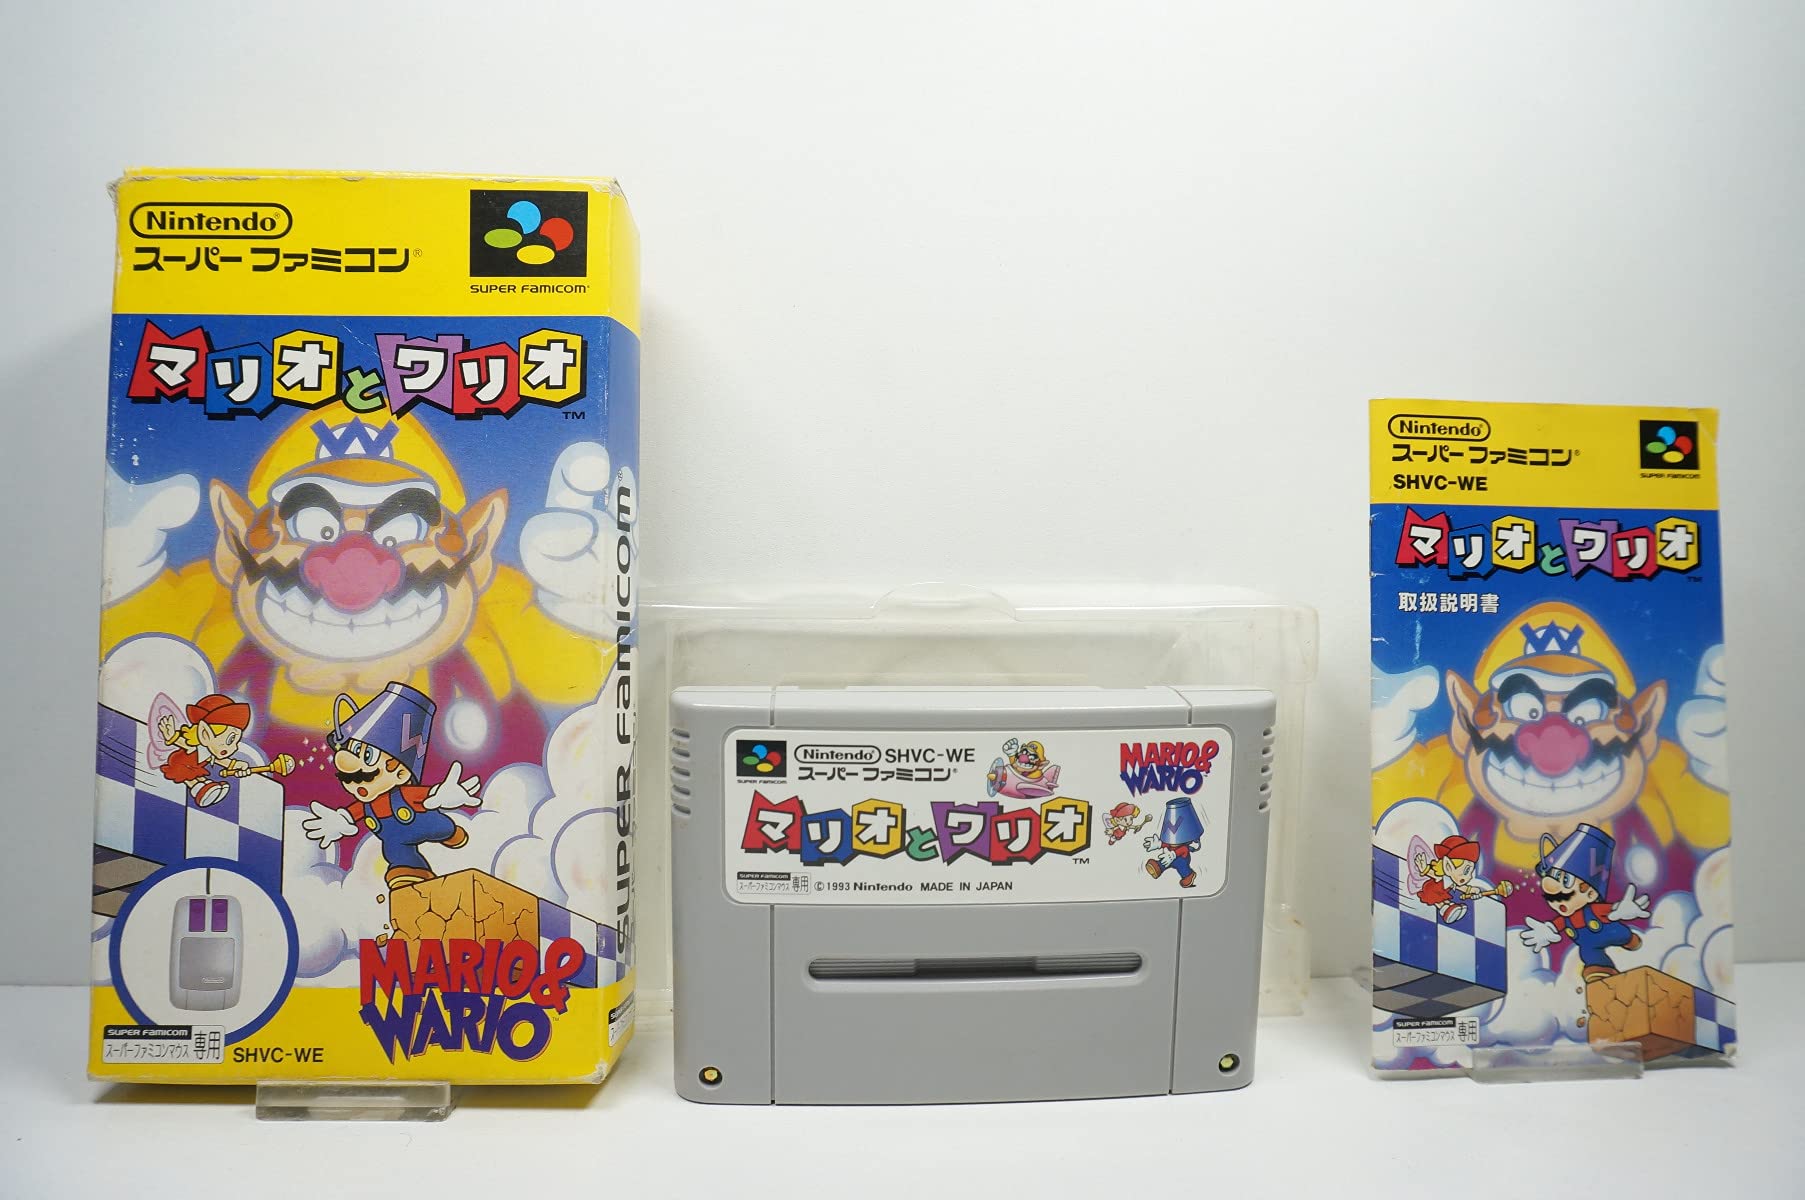 Nintendo®
スーパーファミコン®
SUPER FAMICOM®
マリオとワリオ
TM
W
SUPER FAMICOM®
Nintendo
MARIO&
WARIO
TM
SUPER FAMICOM
スーパーファミコンマウス 専用
SHVC-WE
SUPER FAMICOM
Nintendo SHVC-WE
スーパーファミコン®
MARIO&
WARIO
マリオとワリオ
TM
SUPER FAMICOM
スーパーファミコンマウス 専用
©1993 Nintendo MADE IN JAPAN
Nintendo®
スーパーファミコン®
SHVC-WE
SUPER FAMICOM
マリオとワリオ
TM
取扱説明書
W
SUPER FAMICOM
スーパーファミコンマウス 専用